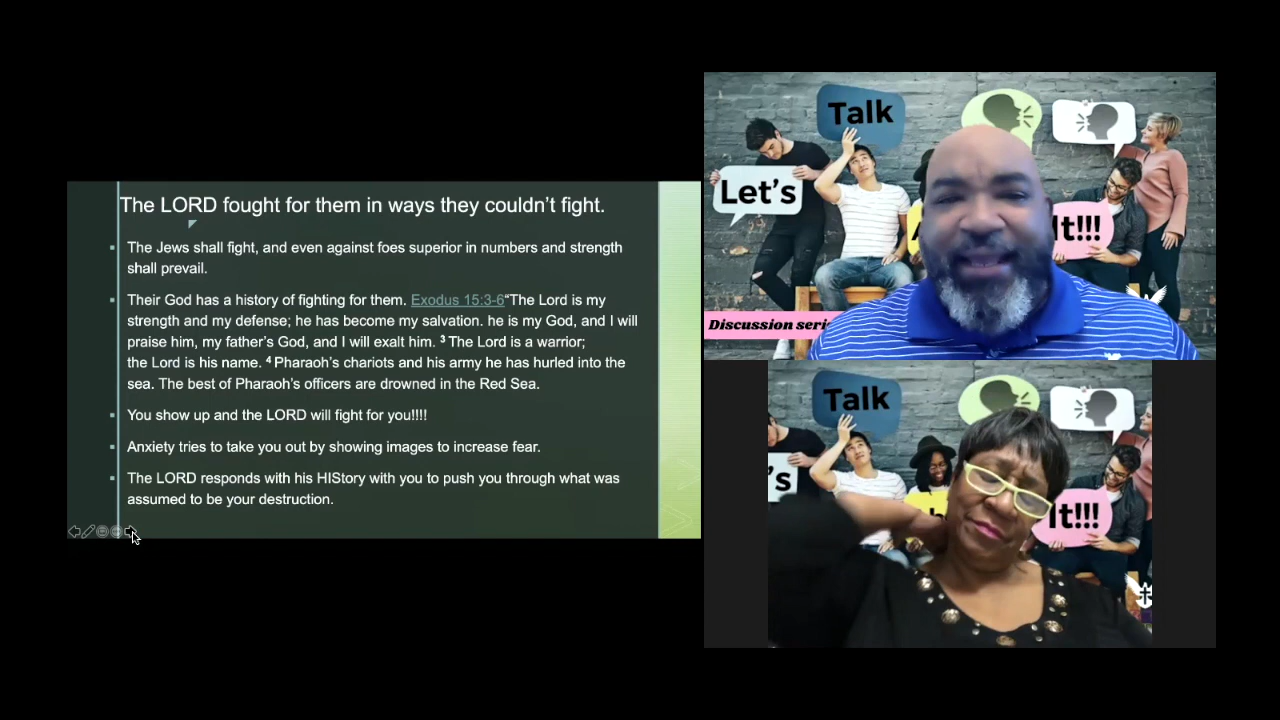 The LORD fought for them in ways they couldn't fight.
The Jews shall fight, and even against foes superior in numbers and strength
shall prevail.
Their God has a history of fighting for them. Exodus 15:3-6“The Lord is my
strength and my defense; he has become my salvation. he is my God, and I will
praise him, my father's God, and I will exalt him. ³ The Lord is a warrior;
the Lord is his name. ⁴ Pharaoh's chariots and his army he has hurled into the
sea. The best of Pharaoh's officers are drowned in the Red Sea.
You show up and the LORD will fight for you!!!!
Anxiety tries to take you out by showing images to increase fear.
The LORD responds with his HIStory with you to push you through what was
assumed to be your destruction.
Talk
Let's
It!!!
Discussion seri
Talk
's
It!!!